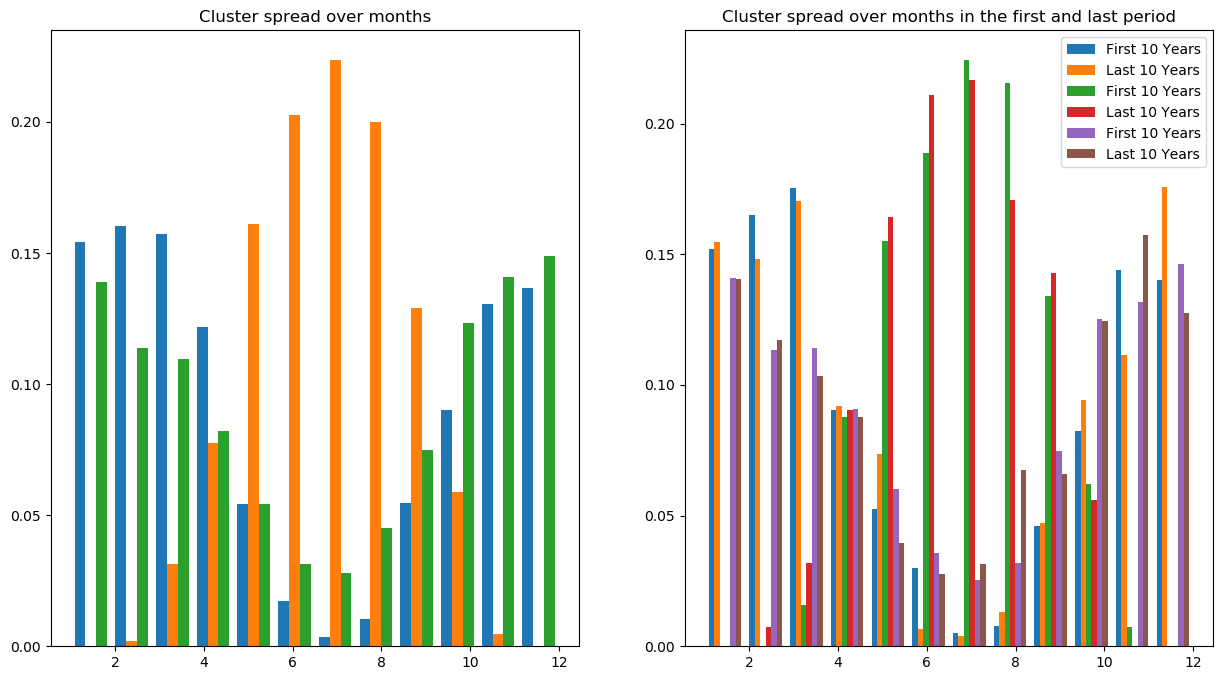 Cluster spread over months
0.20
0.15
0.10
0.05
0.00
2 4 6 8 10 12
Cluster spread over months in the first and last period
First 10 Years
Last 10 Years
First 10 Years
Last 10 Years
First 10 Years
Last 10 Years
0.20
0.15
0.10
0.05
0.00
2 4 6 8 10 12